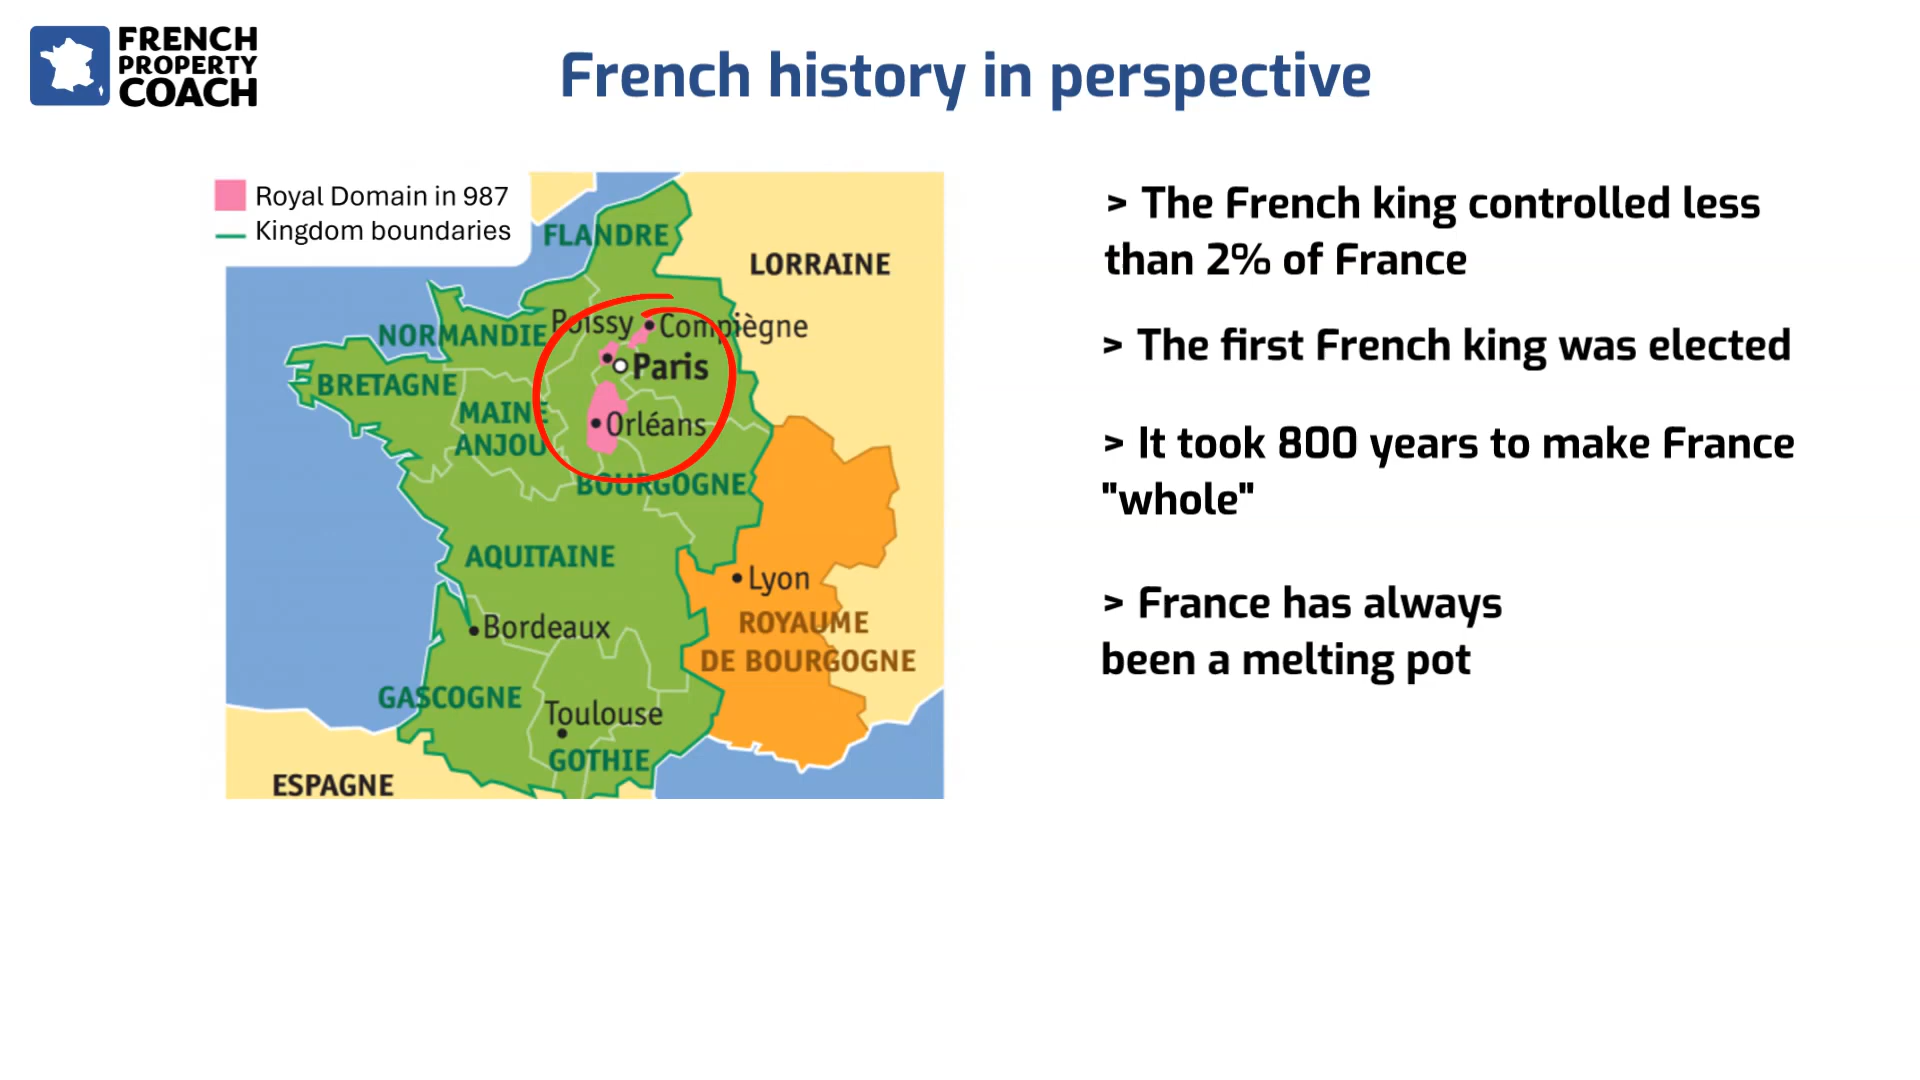 FRENCH
PROPERTY
COACH
French history in perspective
Royal Domain in 987
Kingdom boundaries
FLANDRE
LORRAINE
NORMANDIE
Poissy
Compiègne
Paris
BRETAGNE
MAINE
ANJOU
Orléans
BOURGOGNE
AQUITAINE
Lyon
Bordeaux
ROYAUME
DE BOURGOGNE
GASCOGNE
Toulouse
GOTHIE
ESPAGNE
> The French king controlled less
than 2% of France
> The first French king was elected
> It took 800 years to make France
"whole"
> France has always
been a melting pot